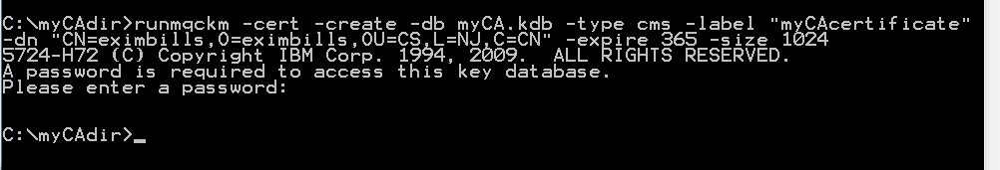 C:\myCAdir>runmqckm -cert -create -db myCA.kdb -type cms -label "myCAcertificate"
-dn "CN=eximbills,O=eximbills,OU=CS,L=NJ,C=CN" -expire 365 -size 1024
5724-H72 (C) Copyright IBM Corp. 1994, 2009.  ALL RIGHTS RESERVED.
A password is required to access this key database.
Please enter a password:
C:\myCAdir>_